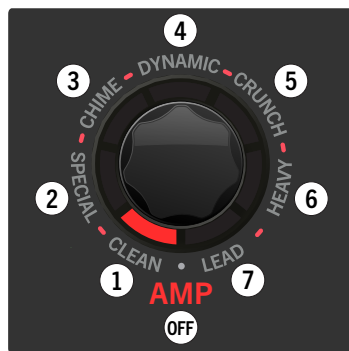 4
DYNAMIC
3
CHIME
5
CRUNCH
2
SPECIAL
6
HEAVY
1
CLEAN
7
LEAD
AMP
OFF